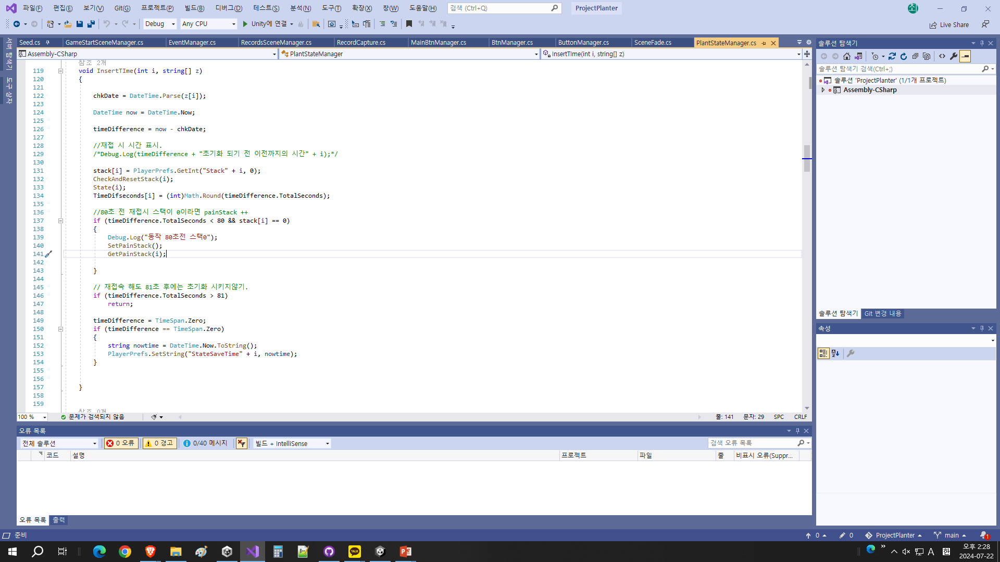 파일(F) 편집(E) 보기(V) Git(G) 프로젝트(P) 빌드(B) 디버그(D) 테스트(S) 분석(N) 도구(T) 확장(X) 창(W) 도움말(H) 검색 (Ctrl+Q) ProjectPlanter
Debug Any CPU Unity에 연결 Live Share
서버 탐색기
도구 상자
Seed.cs GameStartSceneManager.cs EventManager.cs RecordsSceneManager.cs RecordCapture.cs MainBtnManager.cs BtnManager.cs ButtonManager.cs SceneFade.cs PlantStateManager.cs
Assembly-CSharp PlantStateManager InsertTIme(int i, string[] z)
참조 2개
119 void InsertTIme(int i, string[] z)
120 {
121
122 chkDate = DateTime.Parse(z[i]);
123
124 DateTime now = DateTime.Now;
125
126 timeDifference = now - chkDate;
127
128 //재접 시 시간 표시.
129 /*Debug.Log(timeDifference + "초기화 되기 전 이전까지의 시간" + i);*/
130
131 stack[i] = PlayerPrefs.GetInt("Stack" + i, 0);
132 CheckAndResetStack(i);
133 State(i);
134 TimeDifseconds[i] = (int)Math.Round(timeDifference.TotalSeconds);
135
136 //80초 전 재접시 스택이 0이라면 painStack ++
137 if (timeDifference.TotalSeconds < 80 && stack[i] == 0)
138 {
139 Debug.Log("동작 80초전 스택0");
140 SetPainStack();
141 GetPainStack(i);
142
143 }
144
145 // 재접속 해도 81초 후에는 초기화 시키지않기.
146 if (timeDifference.TotalSeconds > 81)
147 return;
148
149 timeDifference = TimeSpan.Zero;
150 if (timeDifference == TimeSpan.Zero)
151 {
152 string nowtime = DateTime.Now.ToString();
153 PlayerPrefs.SetString("StateSaveTime" + i, nowtime);
154 }
155
156
157 }
158
159
참조 0개
100 % 문제가 검색되지 않음 줄: 141 문자: 29 SPC CRLF
오류 목록
전체 솔루션 0 오류 0 경고 0/40 메시지 빌드 + IntelliSense 검색 오류 목록
코드 설명 프로젝트 파일 줄 비표시 오류(Suppr...
오류 목록 출력
솔루션 탐색기
솔루션 탐색기 검색(Ctrl+;)
솔루션 'ProjectPlanter' (1/1개 프로젝트)
Assembly-CSharp
솔루션 탐색기 Git 변경 내용
속성
준비 0 0 ProjectPlanter main 1
TALK A 한 오후 2:28
2024-07-22